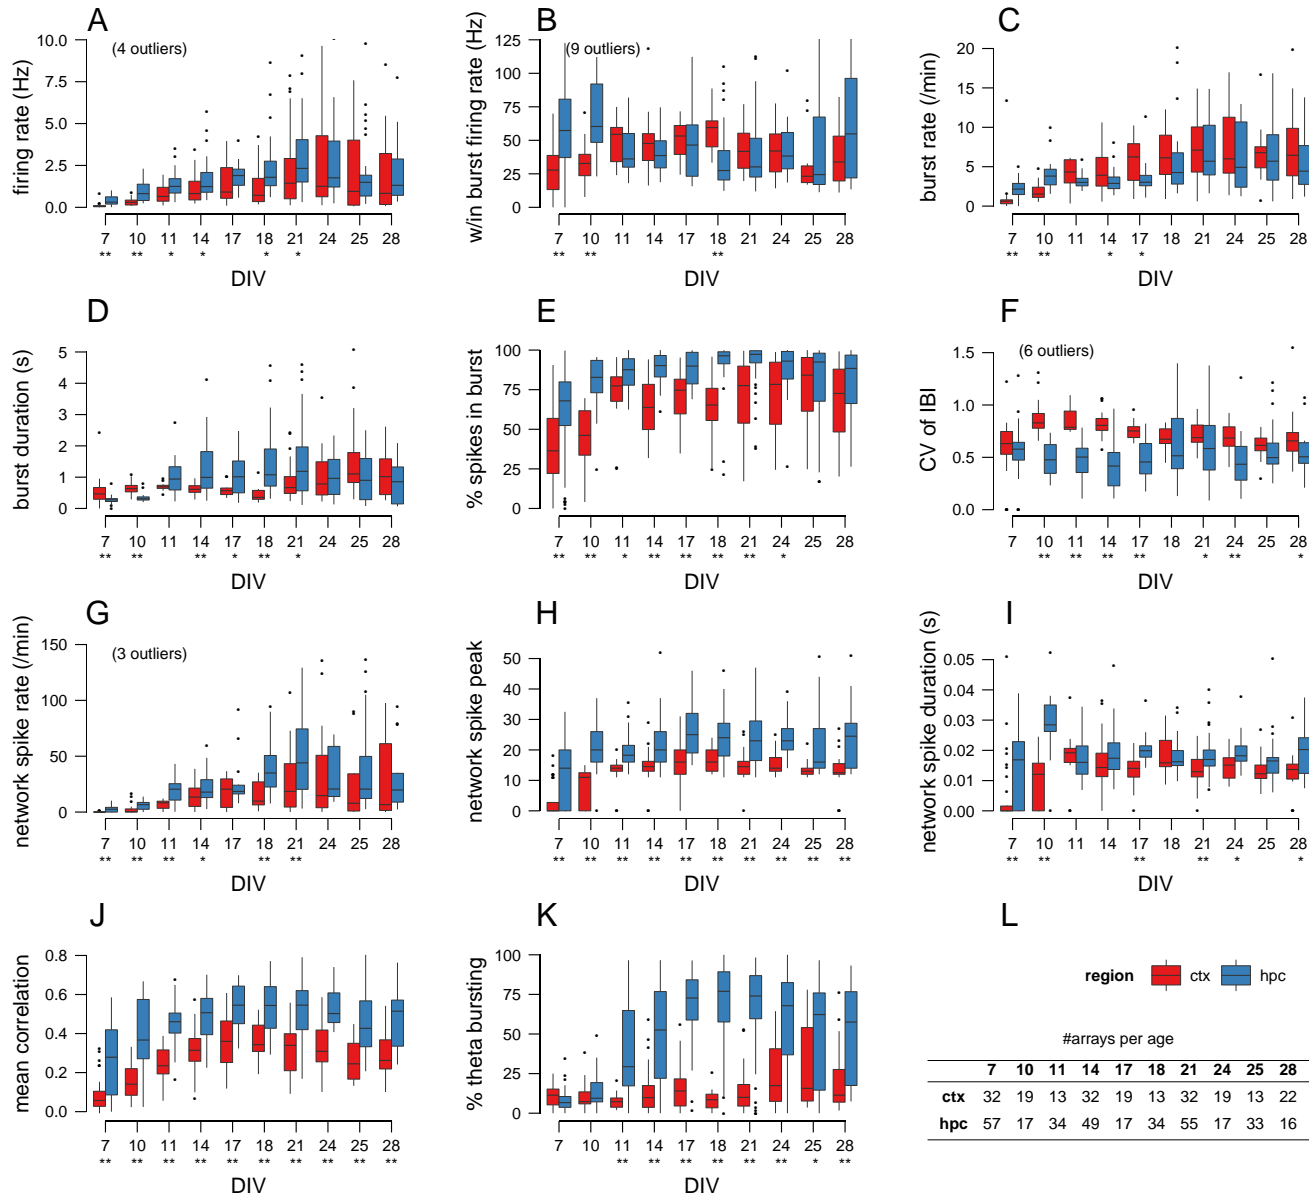 A
firing rate (Hz)
(4 outliers)
10.0
7.5
5.0
2.5
0.0
7 10 11 14 17 18 21 24 25 28
** ** * * * *
DIV
B
w/in burst firing rate (Hz)
(9 outliers)
125
100
75
50
25
0
7 10 11 14 17 18 21 24 25 28
** ** **
DIV
C
burst rate (/min)
20
15
10
5
0
7 10 11 14 17 18 21 24 25 28
** ** * *
DIV
D
burst duration (s)
5
4
3
2
1
0
7 10 11 14 17 18 21 24 25 28
** ** ** * ** *
DIV
E
% spikes in burst
100
75
50
25
0
7 10 11 14 17 18 21 24 25 28
** ** * ** ** ** ** *
DIV
F
CV of IBI
(6 outliers)
1.5
1.0
0.5
0.0
7 10 11 14 17 18 21 24 25 28
** ** ** ** * ** *
DIV
G
network spike rate (/min)
(3 outliers)
150
100
50
0
7 10 11 14 17 18 21 24 25 28
** ** ** * ** **
DIV
H
network spike peak
50
40
30
20
10
0
7 10 11 14 17 18 21 24 25 28
** ** ** ** ** ** ** ** ** **
DIV
I
network spike duration (s)
0.05
0.04
0.03
0.02
0.01
0.00
7 10 11 14 17 18 21 24 25 28
** ** ** ** * *
DIV
J
mean correlation
0.8
0.6
0.4
0.2
0.0
7 10 11 14 17 18 21 24 25 28
** ** ** ** ** ** ** ** ** **
DIV
K
% theta bursting
100
75
50
25
0
7 10 11 14 17 18 21 24 25 28
** ** ** ** ** ** * **
DIV
L
region ctx hpc
#arrays per age
7 10 11 14 17 18 21 24 25 28
ctx 32 19 13 32 19 13 32 19 13 22
hpc 57 17 34 49 17 34 55 17 33 16